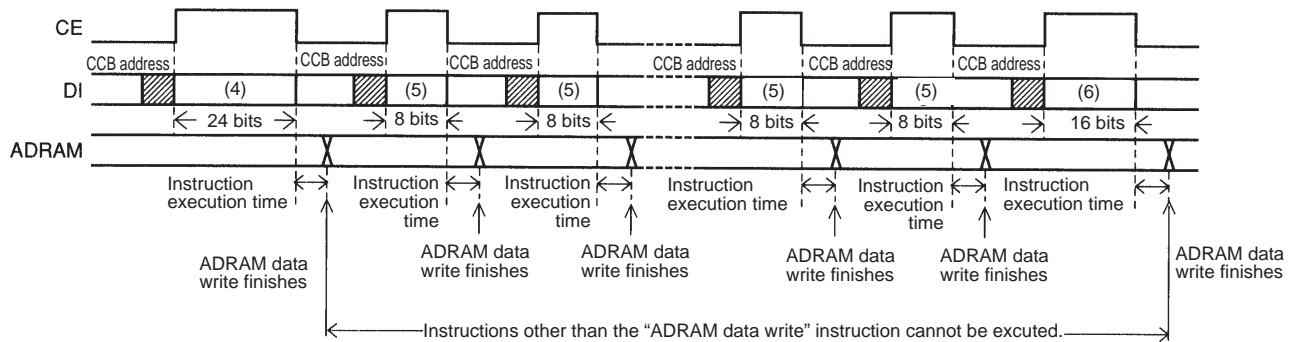 CE
CCB address CCB address CCB address CCB address CCB address CCB address
DI (4) (5) (5) (5) (5) (6)
24 bits 8 bits 8 bits 8 bits 8 bits 16 bits
ADRAM
Instruction execution time
Instruction execution time
Instruction execution time
Instruction execution time
Instruction execution time
Instruction execution time
ADRAM data write finishes
ADRAM data write finishes
ADRAM data write finishes
ADRAM data write finishes
ADRAM data write finishes
ADRAM data write finishes
Instructions other than the “ADRAM data write” instruction cannot be excuted.